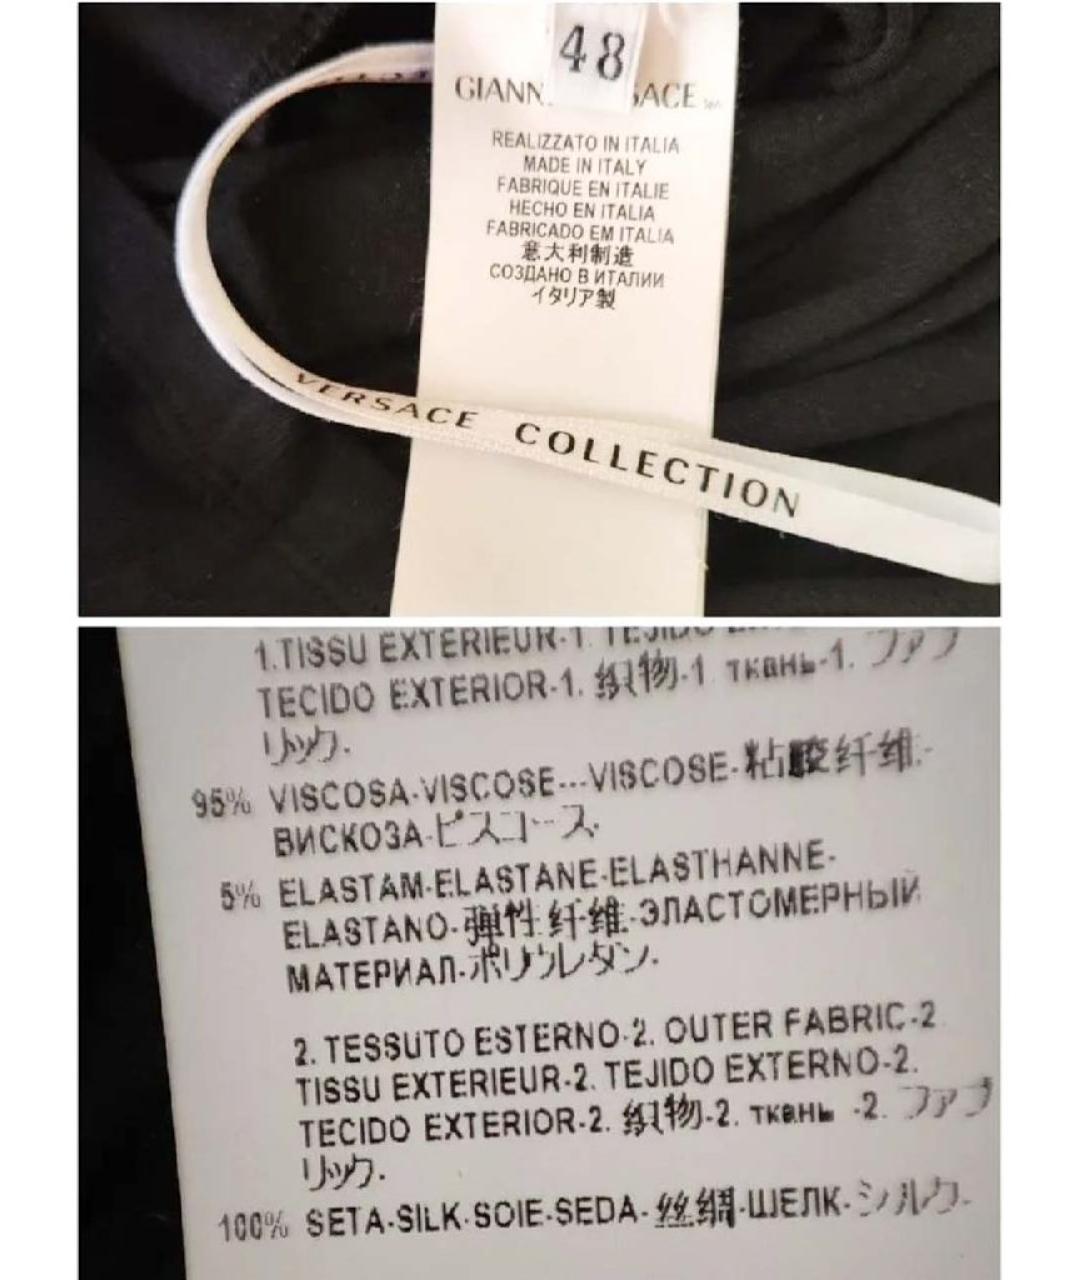 48
GIANN SACE
REALIZZATO IN ITALIA
MADE IN ITALY
FABRIQUE EN ITALIE
HECHO EN ITALIA
FABRICADO EM ITALIA
意大利制造
СОЗДАНО В ИТАЛИИ
イタリア製
VERSACE COLLECTION
1.TISSU EXTERIEUR-1. TEJIDO
TECIDO EXTERIOR-1. 织物-1. ткань-1. ファブ
リック.
95% VISCOSA-VISCOSE---VISCOSE-粘胶纤维-
ВИСКОЗА-ビスコース.
5% ELASTAM-ELASTANE-ELASTHANNE-
ELASTANO-弹性纤维-ЭЛАСТОМЕРНЫЙ
МАТЕРИАЛ-ポリウレタン.
2. TESSUTO ESTERNO-2. OUTER FABRIC-2
TISSU EXTERIEUR-2. TEJIDO EXTERNO-2.
TECIDO EXTERIOR-2. 织物-2. ткань -2. ファブ
リック.
100% SETA-SILK-SOIE-SEDA-丝绸-ШЕЛК-シルク.